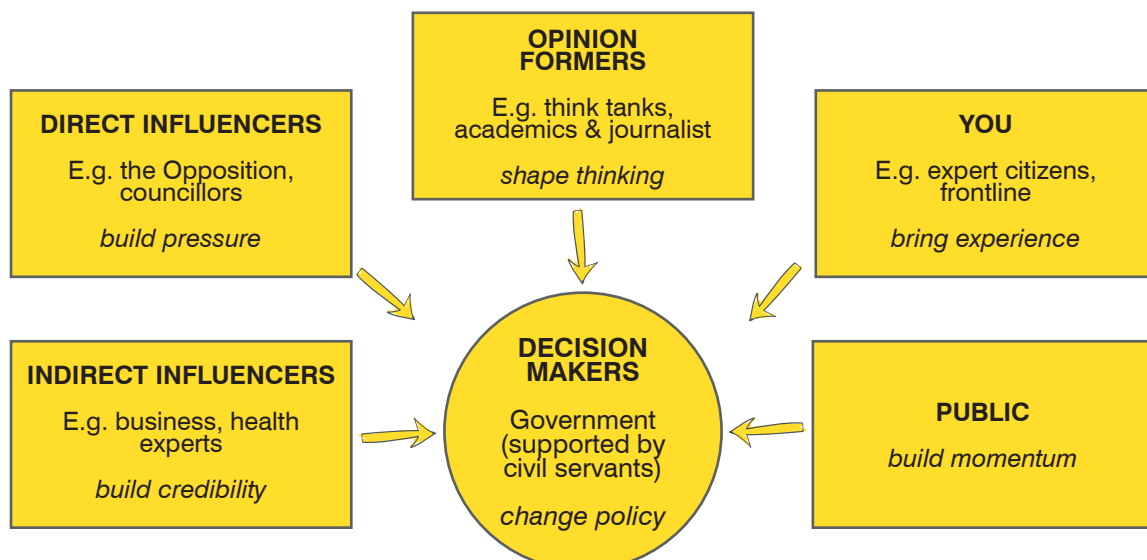 OPINION
FORMERS
E.g. think tanks,
academics & journalist
shape thinking
DIRECT INFLUENCERS
E.g. the Opposition,
councillors
build pressure
YOU
E.g. expert citizens,
frontline
bring experience
INDIRECT INFLUENCERS
E.g. business, health
experts
build credibility
DECISION
MAKERS
Government
(supported by
civil servants)
change policy
PUBLIC
build momentum